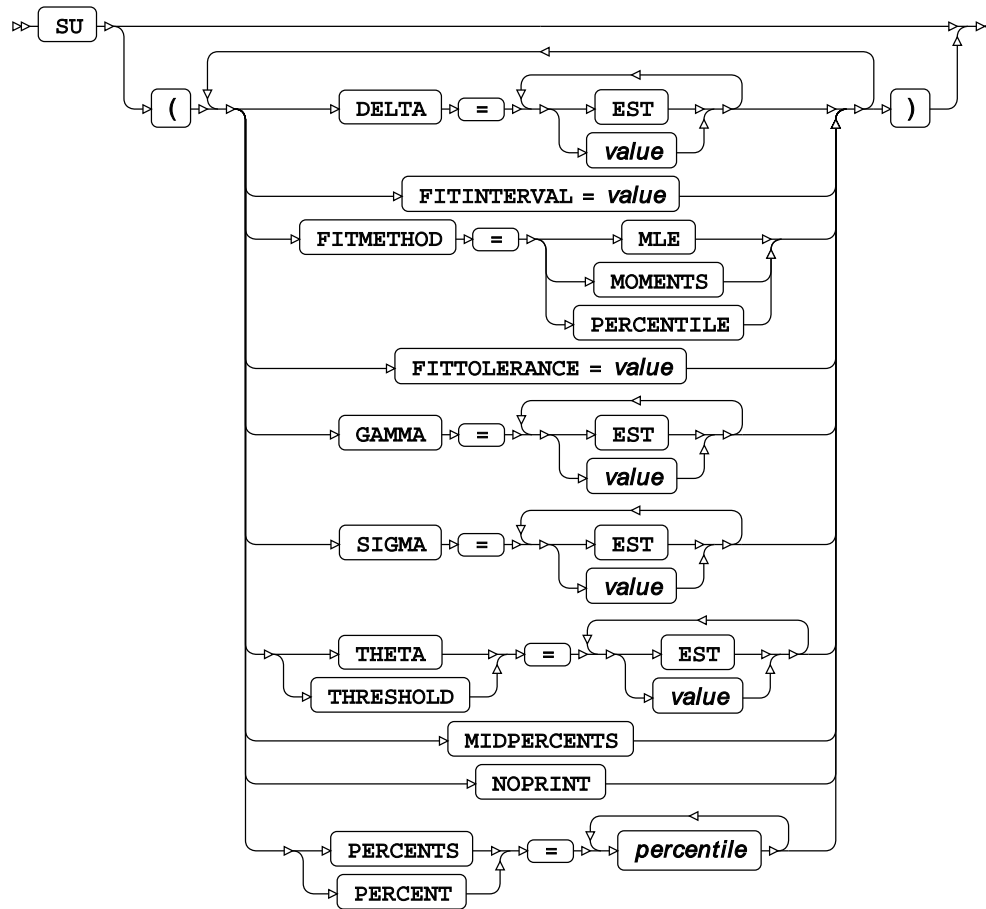 SU
(
DELTA = EST
value
)
FITINTERVAL = value
FITMETHOD = MLE
MOMENTS
PERCENTILE
FITTOLERANCE = value
GAMMA = EST
value
SIGMA = EST
value
THETA = EST
THRESHOLD value
MIDPERCENTS
NOPRINT
PERCENTS = percentile
PERCENT